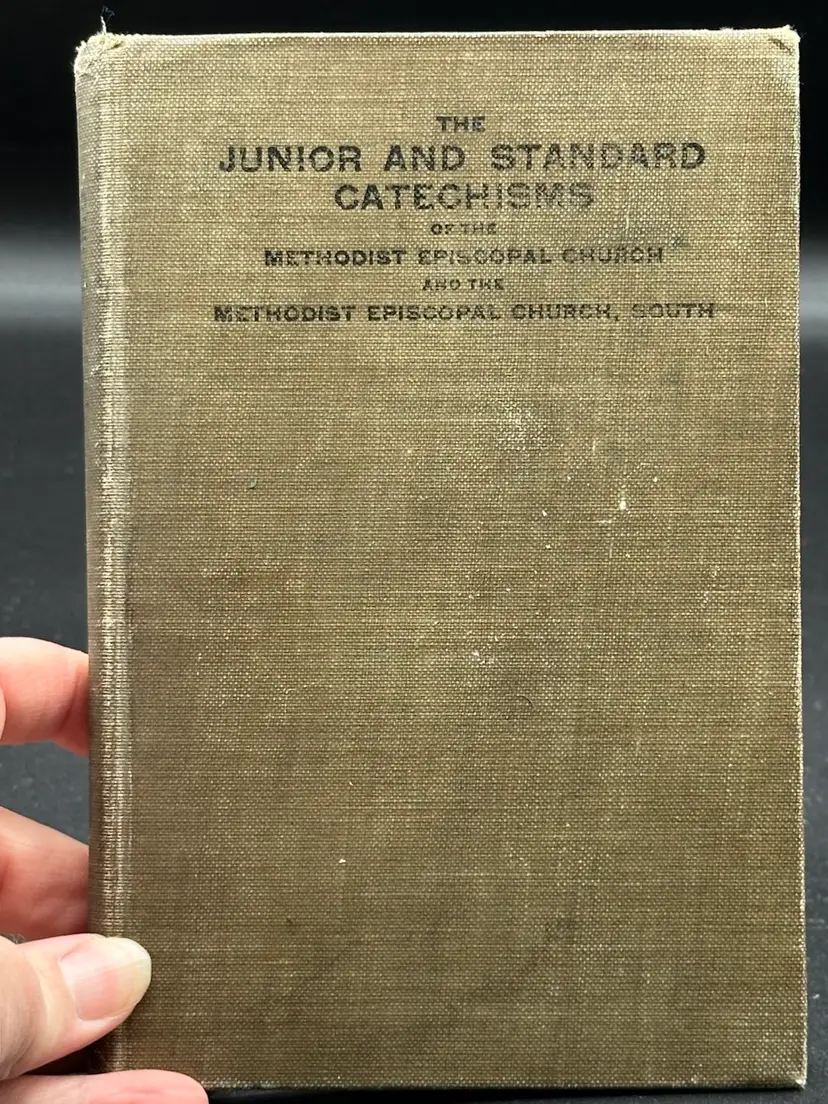 THE
JUNIOR AND STANDARD
CATECHISMS
OF THE
METHODIST EPISCOPAL CHURCH
AND THE
METHODIST EPISCOPAL CHURCH, SOUTH